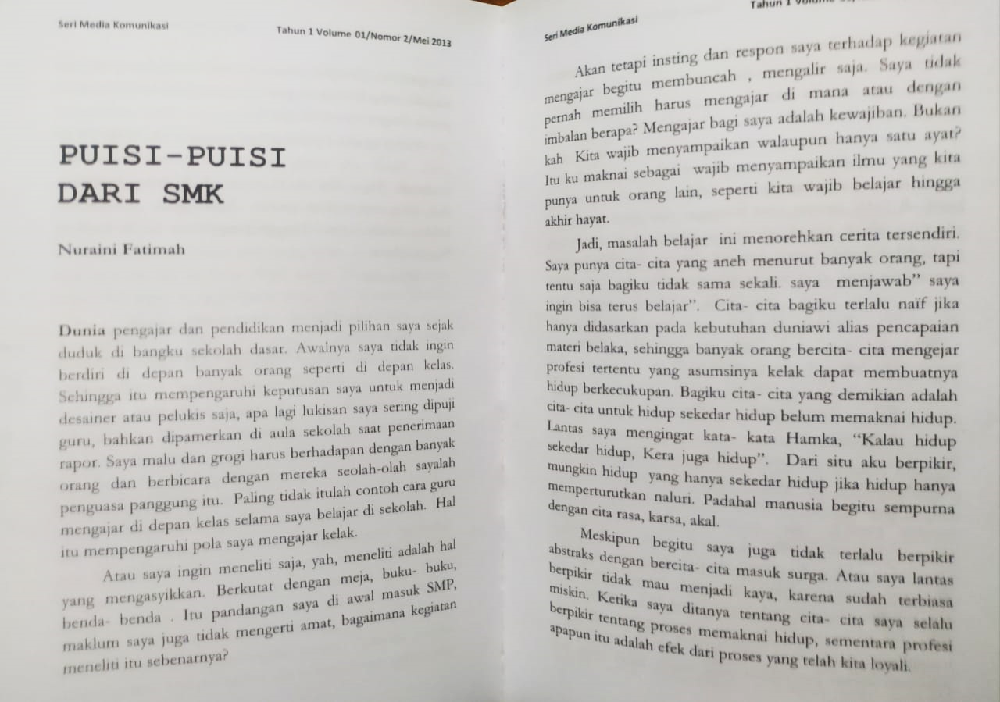 Seri Media Komunikasi
Tahun 1 Volume 01/Nomor 2/Mei 2013
PUISI-PUISI
DARI SMK
Nuraini Fatimah
Dunia pengajar dan pendidikan menjadi pilihan saya sejak
duduk di bangku sekolah dasar. Awalnya saya tidak ingin
berdiri di depan banyak orang seperti di depan kelas.
Sehingga itu mempengaruhi keputusan saya untuk menjadi
desainer atau pelukis saja, apa lagi lukisan saya sering dipuji
guru, bahkan dipamerkan di aula sekolah saat penerimaan
rapor. Saya malu dan grogi harus berhadapan dengan banyak
orang dan berbicara dengan mereka seolah-olah sayalah
penguasa panggung itu. Paling tidak itulah contoh cara guru
mengajar di depan kelas selama saya belajar di sekolah. Hal
itu mempengaruhi pola saya mengajar kelak.
Atau saya ingin meneliti saja, yah, meneliti adalah hal
yang mengasyikkan. Berkutat dengan meja, buku- buku,
benda- benda . Itu pandangan saya di awal masuk SMP,
maklum saya juga tidak mengerti amat, bagaimana kegiatan
meneliti itu sebenarnya?
Seri Media Komunikasi
Tahun 1
Akan tetapi insting dan respon saya terhadap kegiatan
mengajar begitu membuncah , mengalir saja. Saya tidak
pernah memilih harus mengajar di mana atau dengan
imbalan berapa? Mengajar bagi saya adalah kewajiban. Bukan
kah Kita wajib menyampaikan walaupun hanya satu ayat?
Itu ku maknai sebagai wajib menyampaikan ilmu yang kita
punya untuk orang lain, seperti kita wajib belajar hingga
akhir hayat.
Jadi, masalah belajar ini menorehkan cerita tersendiri.
Saya punya cita- cita yang aneh menurut banyak orang, tapi
tentu saja bagiku tidak sama sekali. saya menjawab” saya
ingin bisa terus belajar”. Cita- cita bagiku terlalu naïf jika
hanya didasarkan pada kebutuhan duniawi alias pencapaian
materi belaka, sehingga banyak orang bercita- cita mengejar
profesi tertentu yang asumsinya kelak dapat membuatnya
hidup berkecukupan. Bagiku cita- cita yang demikian adalah
cita- cita untuk hidup sekedar hidup belum memaknai hidup.
Lantas saya mengingat kata- kata Hamka, “Kalau hidup
sekedar hidup, Kera juga hidup”. Dari situ aku berpikir,
mungkin hidup yang hanya sekedar hidup jika hidup hanya
memperturutkan naluri. Padahal manusia begitu sempurna
dengan cita rasa, karsa, akal.
Meskipun begitu saya juga tidak terlalu berpikir
abstraks dengan bercita- cita masuk surga. Atau saya lantas
berpikir tidak mau menjadi kaya, karena sudah terbiasa
miskin. Ketika saya ditanya tentang cita- cita saya selalu
berpikir tentang proses memaknai hidup, sementara profesi
apapun itu adalah efek dari proses yang telah kita loyali.